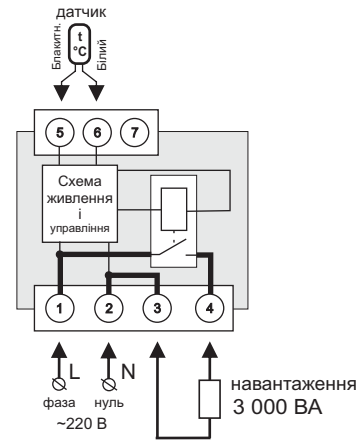 датчик
Блакитн.
t
°C
Білий
5 6 7
Схема
живлення
і
управління
1 2 3 4
L N
фаза нуль
~220 В
навантаження
3 000 ВА